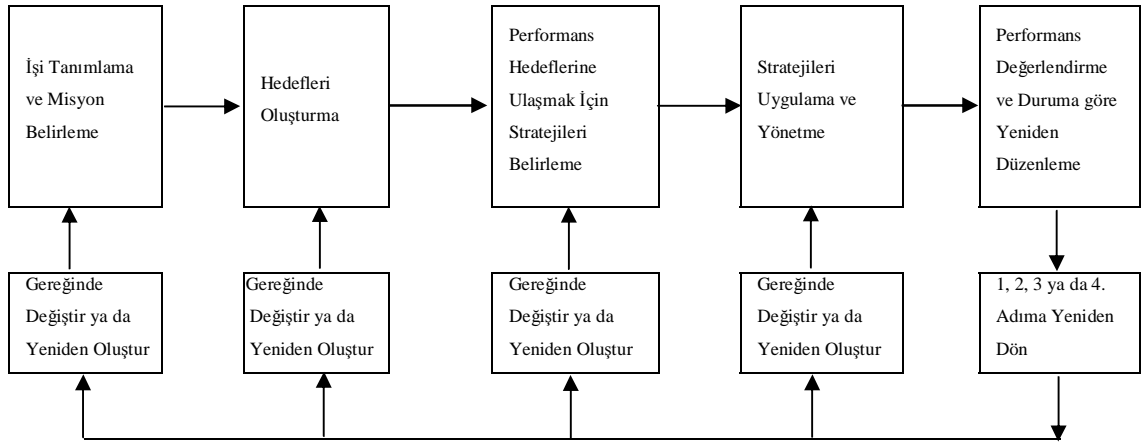 İşi Tanımlama
ve Misyon
Belirleme
Hedefleri
Oluşturma
Performans
Hedeflerine
Ulaşmak İçin
Stratejileri
Belirleme
Stratejileri
Uygulama ve
Yönetme
Performans
Değerlendirme
ve Duruma göre
Yeniden
Düzenleme
Gereğinde
Değiştir ya da
Yeniden Oluştur
Gereğinde
Değiştir ya da
Yeniden Oluştur
Gereğinde
Değiştir ya da
Yeniden Oluştur
Gereğinde
Değiştir ya da
Yeniden Oluştur
1, 2, 3 ya da 4.
Adıma Yeniden
Dön